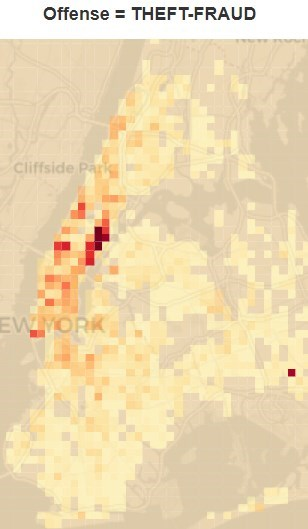 Offense = THEFT-FRAUD
Cliffside Park
NEW YORK